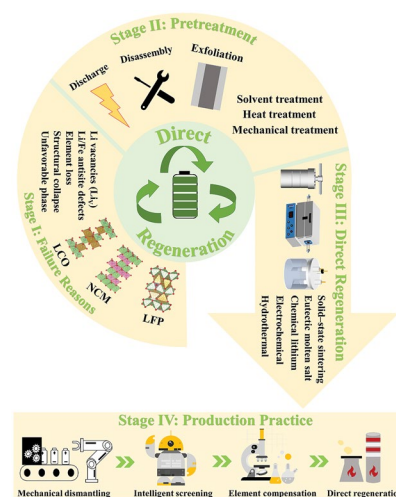 Stage II: Pretreatment
Discharge
Disassembly
Exfoliation
Solvent treatment
Heat treatment
Mechanical treatment
Direct
Regeneration
Li vacancies (LiV)
Li/Fe antisite defects
Element loss
Structural collapse
Unfavorable phase
Stage I: Failure Reasons
LCO
NCM
LFP
Stage III: Direct Regeneration
Solid–state sintering
Eutectic molten salt
Chemical lithium
Electrochemical
Hydrothermal
Stage IV: Production Practice
Mechanical dismantling
Intelligent screening
Element compensation
Direct regeneratio